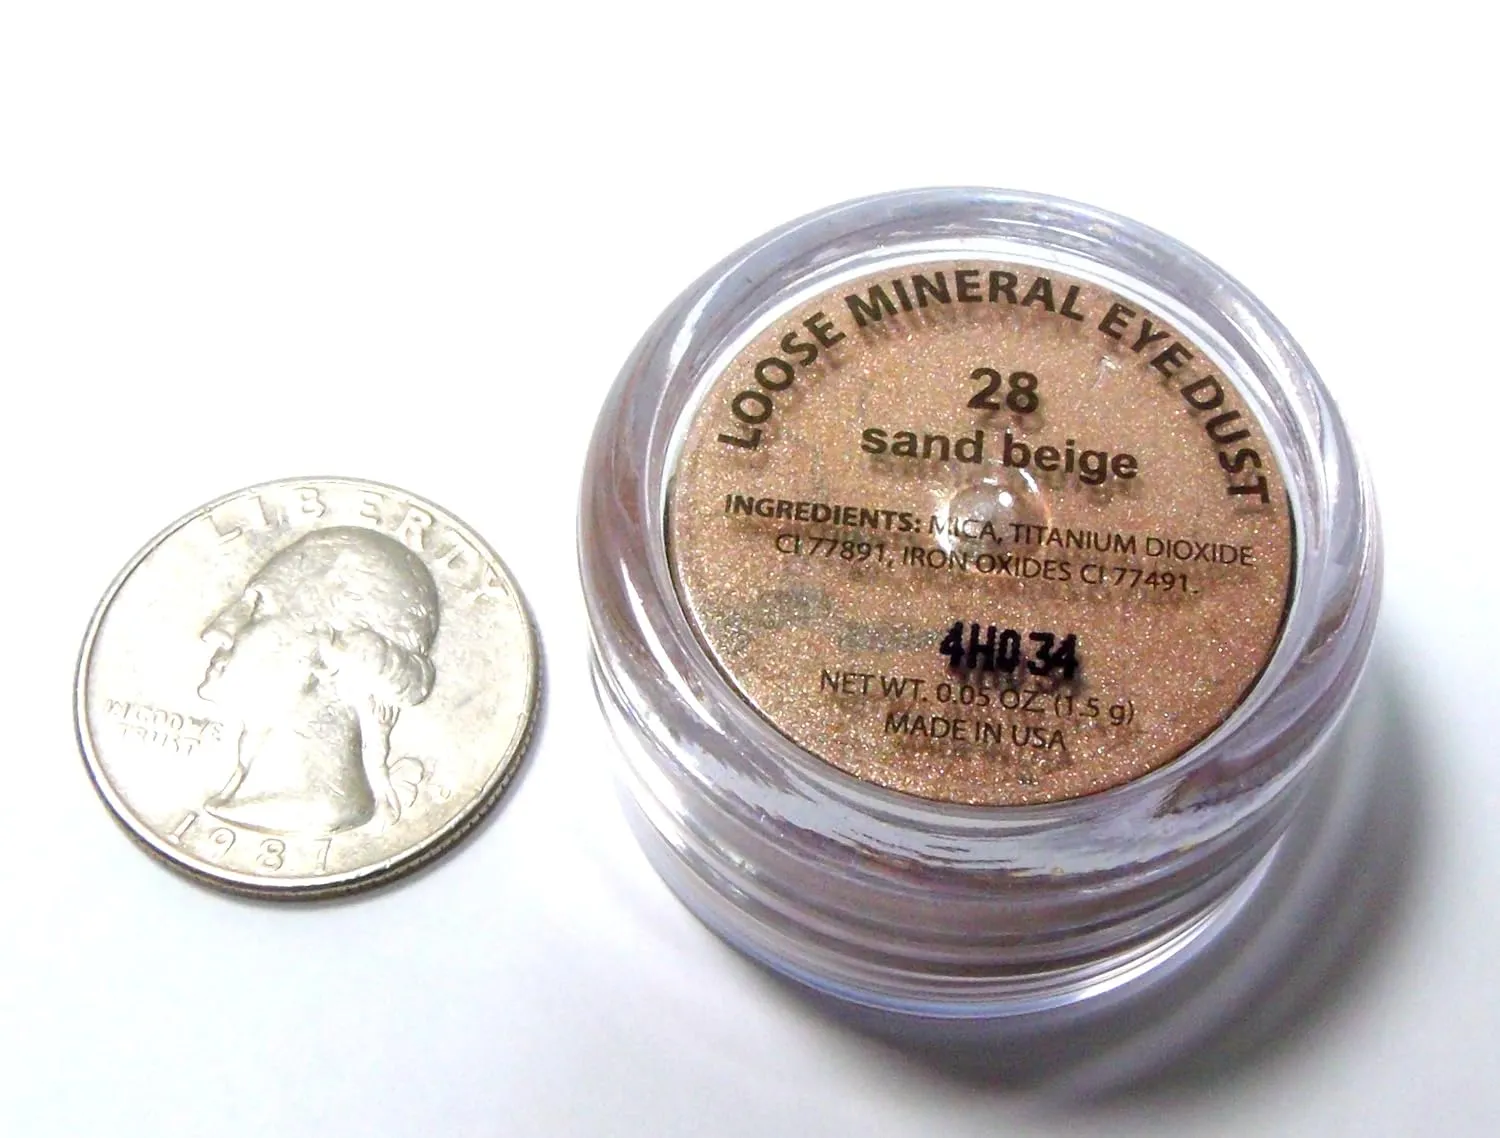 LIBERTY
IN GOD WE
TRUST
1987
LOOSE MINERAL EYE DUST
28
sand beige
INGREDIENTS: MICA, TITANIUM DIOXIDE
CI 77891, IRON OXIDES CI 77491.
4H034
NET WT. 0.05 OZ. (1.5 g)
MADE IN USA